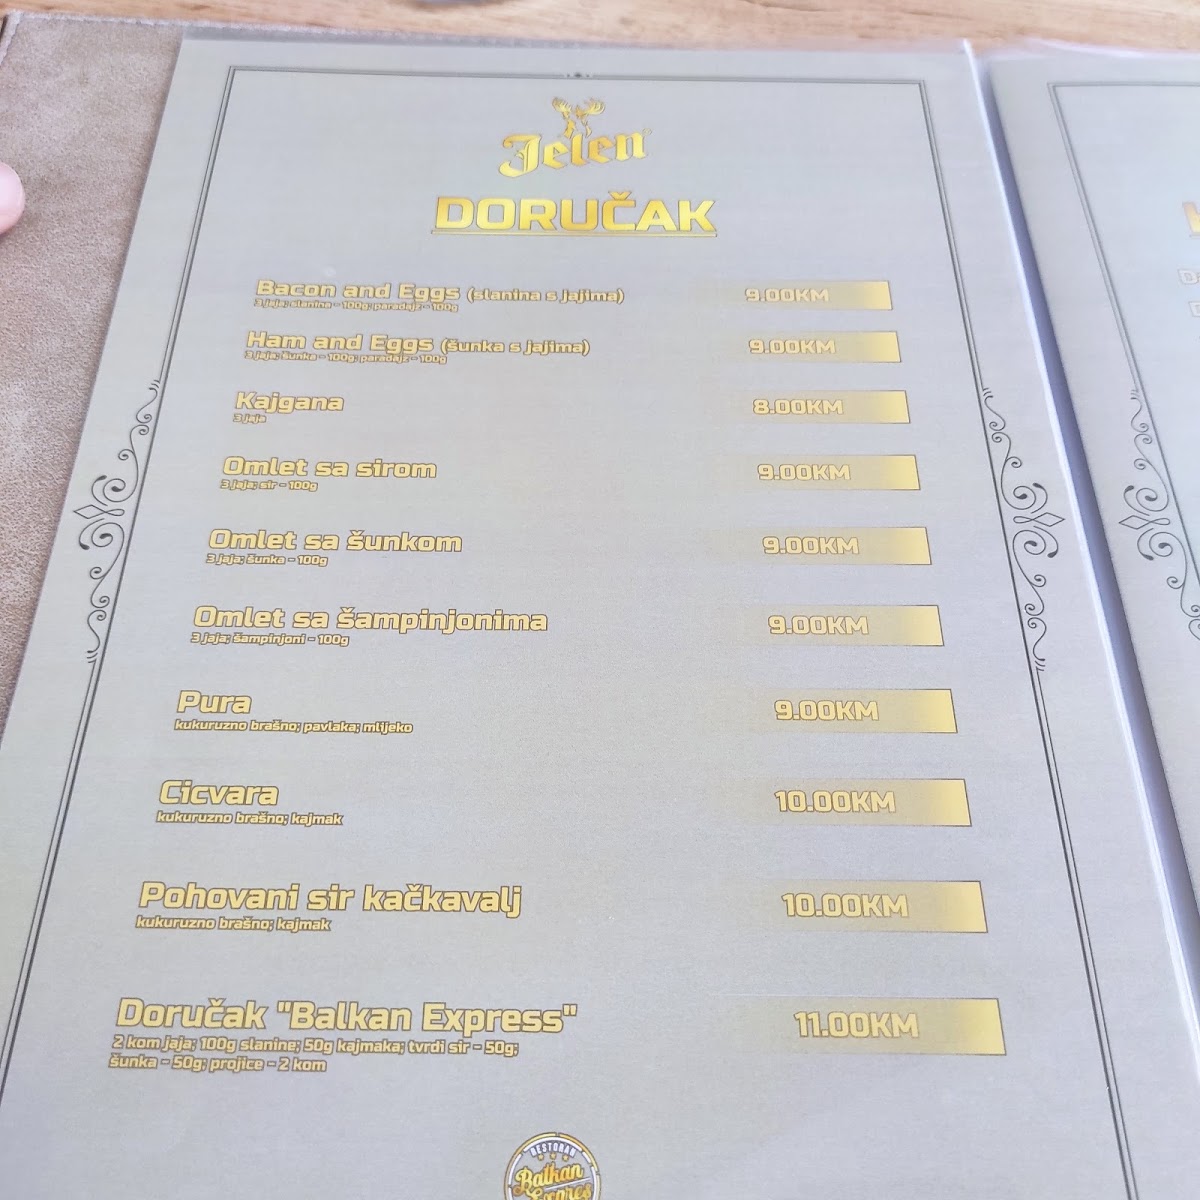 Jelen
DORUČAK
Bacon and Eggs (slanina s jajima) 9.00KM
3 jaja; slanina - 100g; paradajz - 100g
Ham and Eggs (šunka s jajima) 9.00KM
3 jaja; šunka - 100g; paradajz - 100g
Kajgana 8.00KM
3 jaja
Omlet sa sirom 9.00KM
3 jaja; sir - 100g
Omlet sa šunkom 9.00KM
3 jaja; šunka - 100g
Omlet sa šampinjonima 9.00KM
3 jaja; šampinjoni - 100g
Pura 9.00KM
kukuruzno brašno; pavlaka; mlijeko
Cicvara 10.00KM
kukuruzno brašno; kajmak
Pohovani sir kačkavalj 10.00KM
kukuruzno brašno; kajmak
Doručak "Balkan Express" 11.00KM
2 kom jaja; 100g slanine; 50g kajmaka; tvrdi sir - 50g;
šunka - 50g; projice - 2 kom
RESTORAN
Balkan